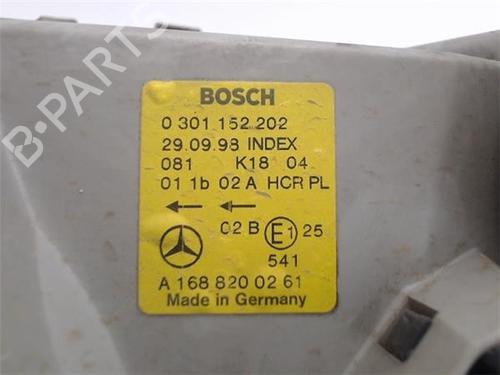 B-PARTS
BOSCH
0 301 152 202
29.09.98 INDEX
081 K18 04
01 1b 02 A HCR PL
02 B E1 25
541
A 168 820 02 61
Made in Germany